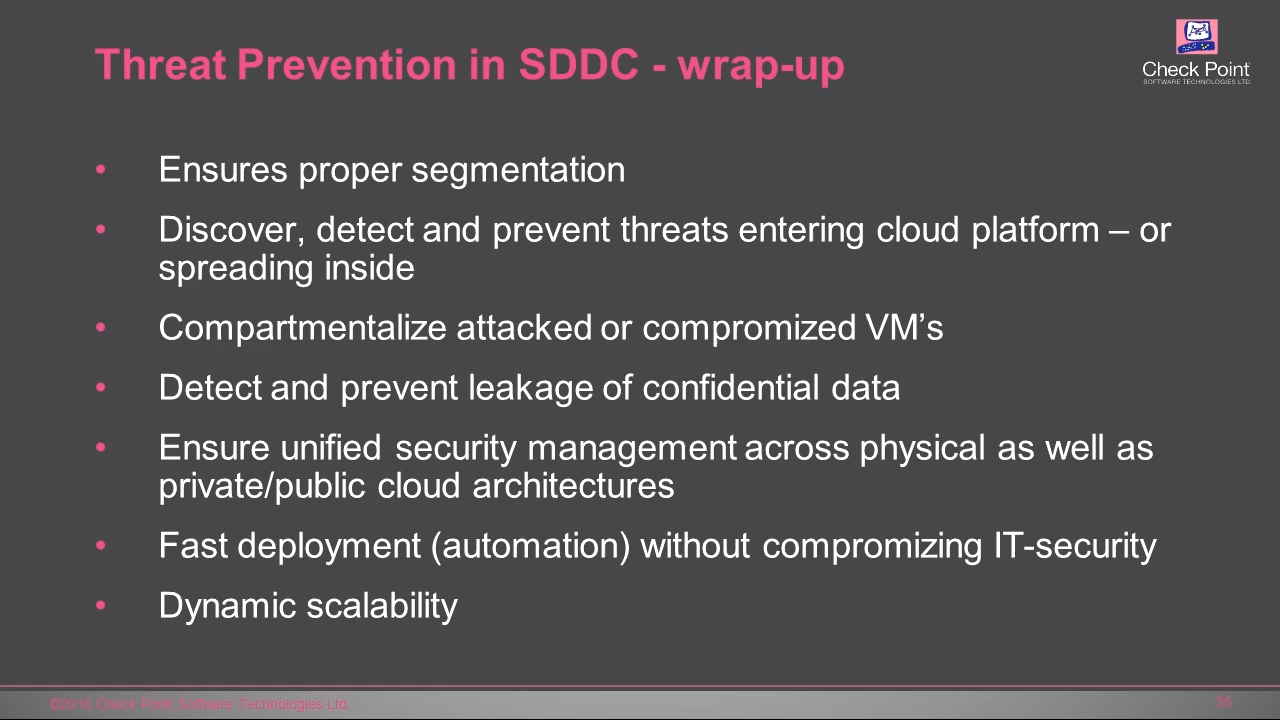 Threat Prevention in SDDC - wrap-up
Check Point
SOFTWARE TECHNOLOGIES LTD.
• Ensures proper segmentation
• Discover, detect and prevent threats entering cloud platform – or
spreading inside
• Compartmentalize attacked or compromized VM’s
• Detect and prevent leakage of confidential data
• Ensure unified security management across physical as well as
private/public cloud architectures
• Fast deployment (automation) without compromizing IT-security
• Dynamic scalability
©2016 Check Point Software Technologies Ltd.
35